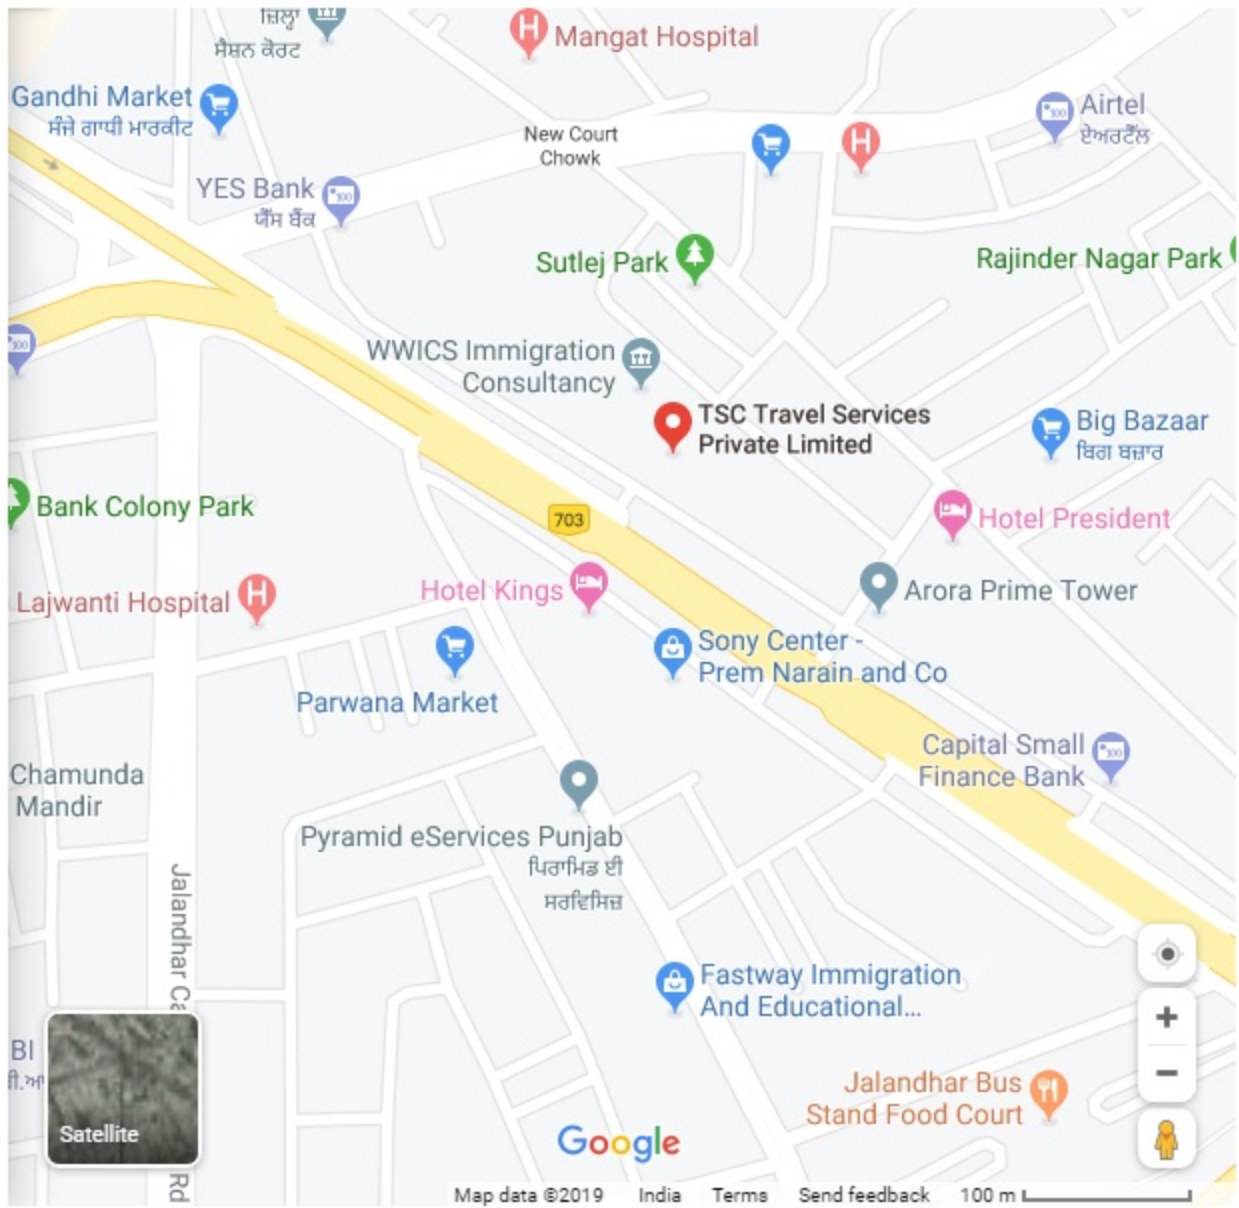 ਜ਼ਿਲ੍ਹਾ
ਸੈਸ਼ਨ ਕੋਰਟ
Mangat Hospital
Gandhi Market
ਸੰਜੇ ਗਾਧੀ ਮਾਰਕੀਟ
Airtel
ਏਅਰਟੈੱਲ
New Court
Chowk
YES Bank
ਯੈੱਸ ਬੈਂਕ
Sutlej Park
Rajinder Nagar Park
WWICS Immigration
Consultancy
TSC Travel Services
Private Limited
Big Bazaar
ਬਿਗ ਬਜ਼ਾਰ
Bank Colony Park
703
Hotel President
Hotel Kings
Arora Prime Tower
Lajwanti Hospital
Sony Center -
Prem Narain and Co
Parwana Market
Capital Small
Finance Bank
Chamunda
Mandir
Pyramid eServices Punjab
ਪਿਰਾਮਿਡ ਈ
ਸਰਵਿਸਿਜ਼
Jalandhar Ca
Fastway Immigration
And Educational...
BI
Jalandhar Bus
Stand Food Court
Satellite
Google
Rd
Map data ©2019 India Terms Send feedback 100 m